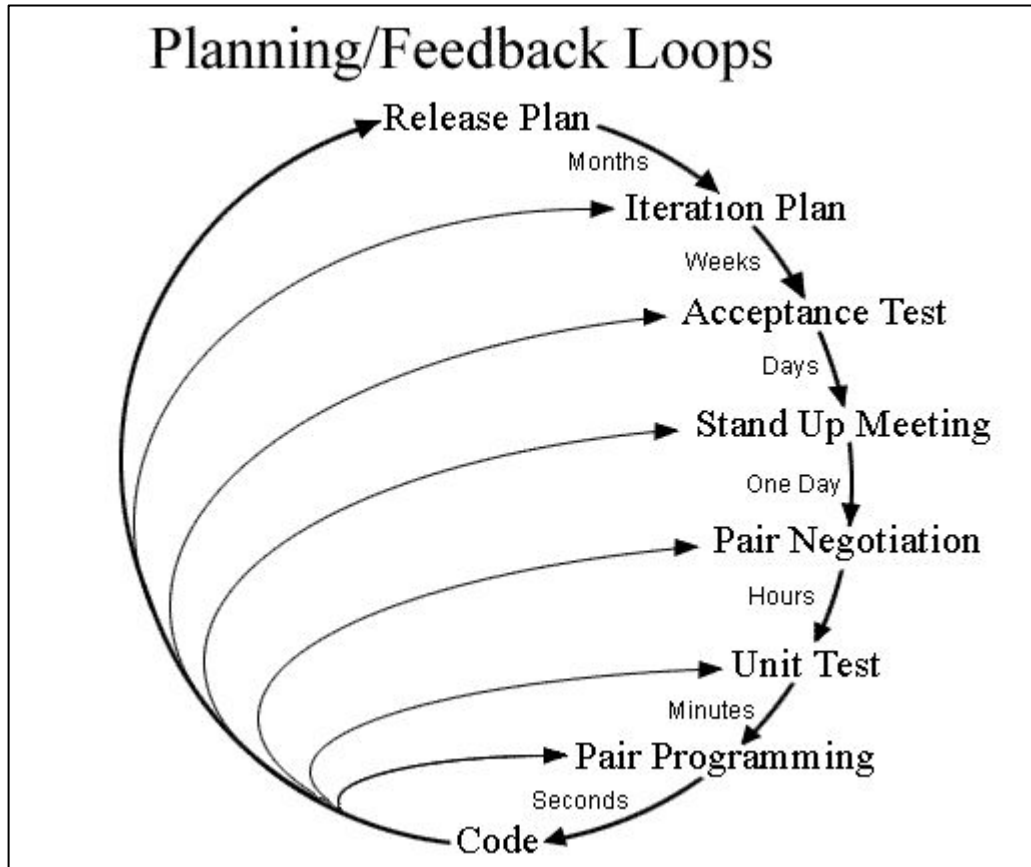 Planning/Feedback Loops
Release Plan
Months
Iteration Plan
Weeks
Acceptance Test
Days
Stand Up Meeting
One Day
Pair Negotiation
Hours
Unit Test
Minutes
Pair Programming
Seconds
Code